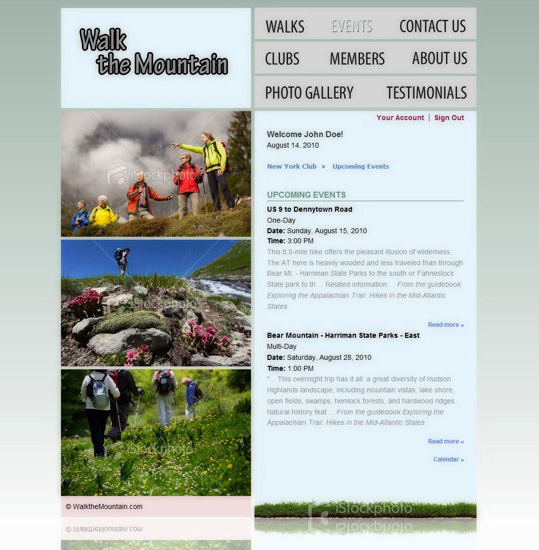 Walk
the Mountain
WALKS EVENTS CONTACT US
CLUBS MEMBERS ABOUT US
PHOTO GALLERY TESTIMONIALS
Your Account | Sign Out
Welcome John Doe!
August 14, 2010
New York Club » Upcoming Events
UPCOMING EVENTS
US 9 to Dennytown Road
One-Day
Date: Sunday, August 15, 2010
Time: 3:00 PM
This 8.6-mile hike offers the pleasant illusion of wilderness.
The AT here is heavily wooded and less traveled than through
Bear Mt. - Harriman State Parks to the south or Fahnestock
State park to th... Related information... From the guidebook
Exploring the Appalachian Trail: Hikes in the Mid-Atlantic
States
Read more »
Bear Mountain - Harriman State Parks - East
Multi-Day
Date: Saturday, August 28, 2010
Time: 1:00 PM
"... This overnight trip has it all: a great diversity of Hudson
Highlands landscape, including mountain vistas, lake shore,
open fields, swamps, hemlock forests, and hardwood ridges.
Natural history feat... From the guidebook Exploring the
Appalachian Trail: Hikes in the Mid-Atlantic States
Read more »
Calendar »
iStockphoto
iStockphoto
iStockphoto
iStockphoto
© WalktheMountain.com